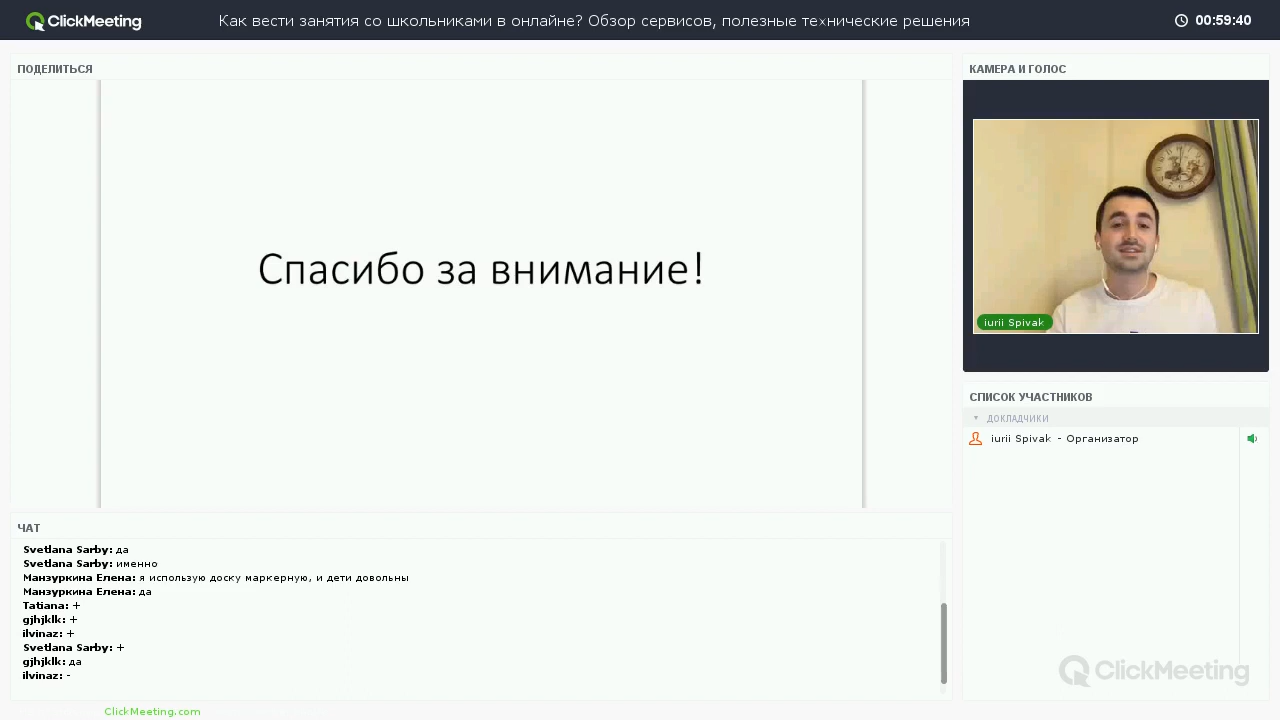 ClickMeeting
Как вести занятия со школьниками в онлайне? Обзор сервисов, полезные технические решения
00:59:40
ПОДЕЛИТЬСЯ
Спасибо за внимание!
КАМЕРА И ГОЛОС
iurii Spivak
СПИСОК УЧАСТНИКОВ
ДОКЛАДЧИКИ
iurii Spivak - Организатор
ЧАТ
Svetlana Sarby: да
Svetlana Sarby: именно
Манзуркина Елена: я использую доску маркерную, и дети довольны
Манзуркина Елена: да
Tatiana: +
gjhjklk: +
ilvinaz: +
Svetlana Sarby: +
gjhjklk: да
ilvinaz: -
ClickMeeting
ClickMeeting.com